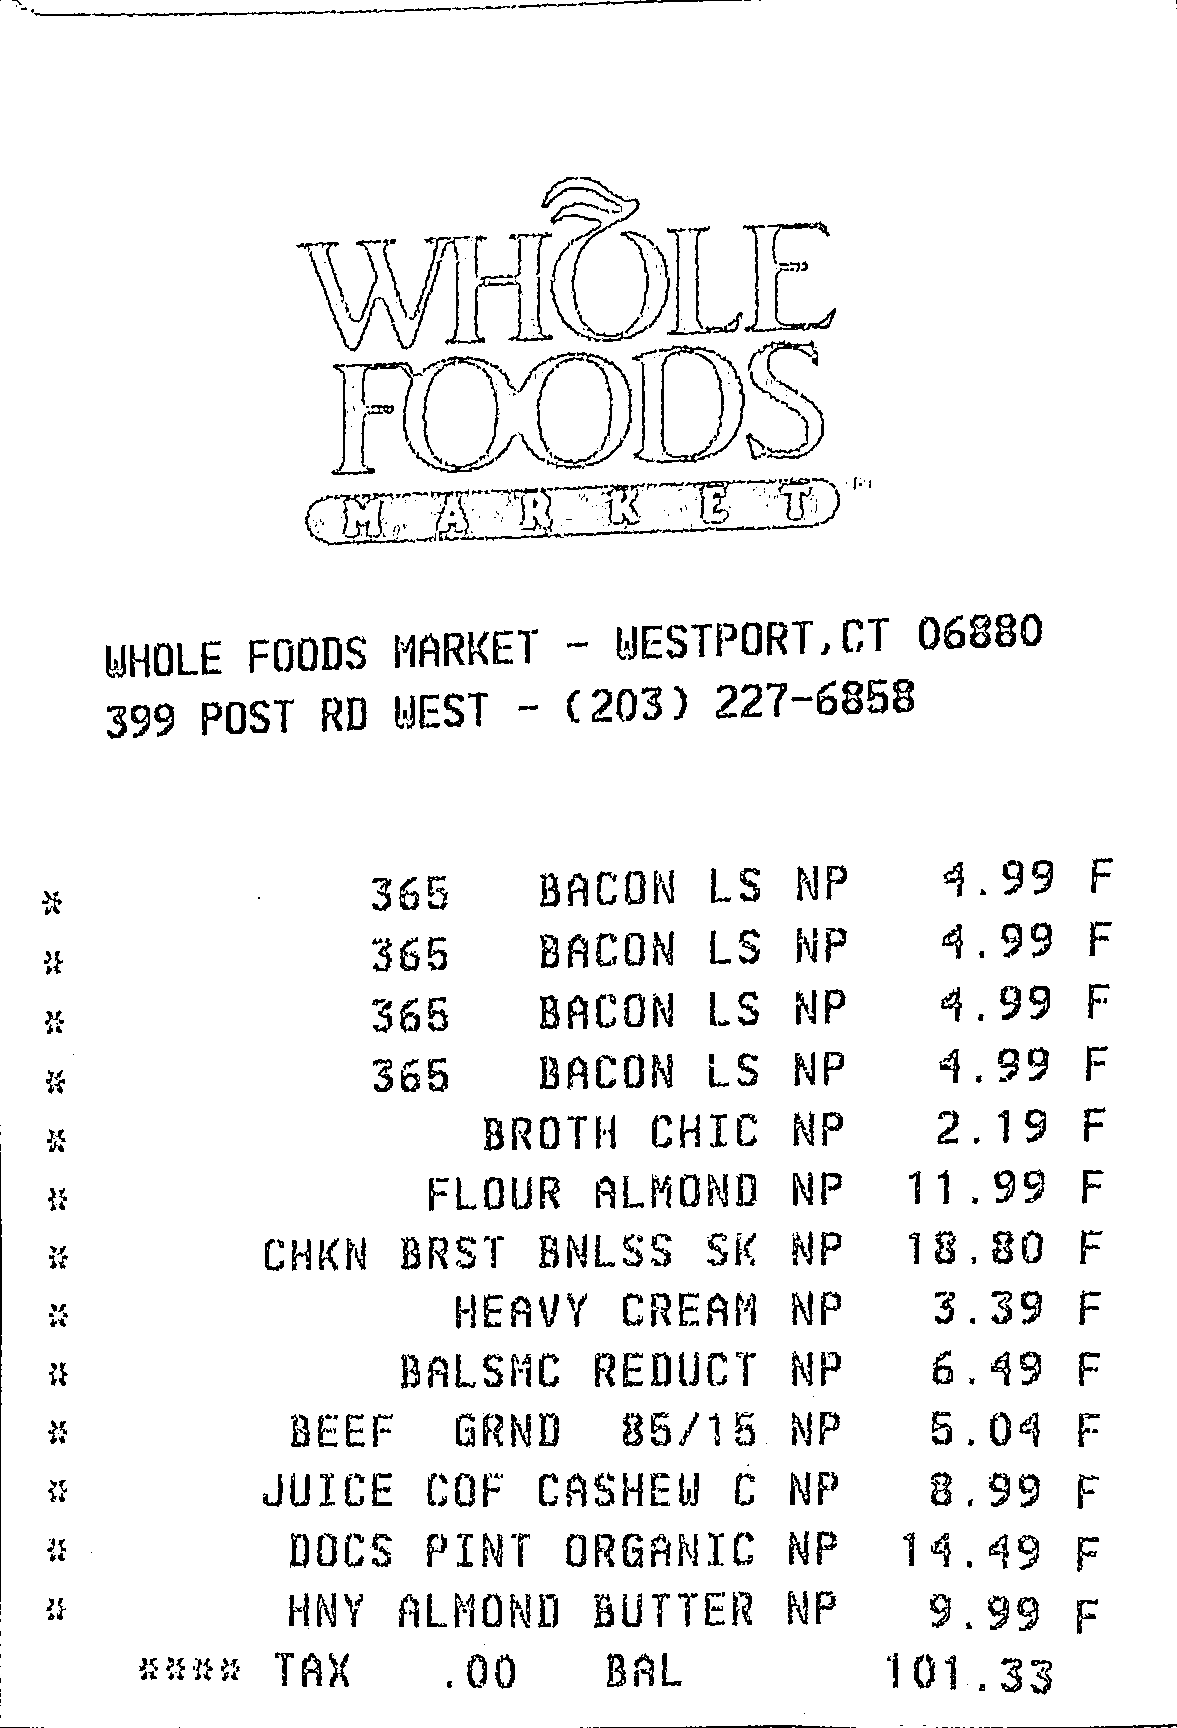 WHOLE
FOODS
MARKET™
WHOLE FOODS MARKET - WESTPORT,CT 06880
399 POST RD WEST - (203) 227-6858
* 365 BACON LS NP 4.99 F
* 365 BACON LS NP 4.99 F
* 365 BACON LS NP 4.99 F
* 365 BACON LS NP 4.99 F
* BROTH CHIC NP 2.19 F
* FLOUR ALMOND NP 11.99 F
* CHKN BRST BNLSS SK NP 18.80 F
* HEAVY CREAM NP 3.39 F
* BALSMC REDUCT NP 6.49 F
* BEEF GRND 85/15 NP 5.04 F
* JUICE COF CASHEW C NP 8.99 F
* DOCS PINT ORGANIC NP 14.49 F
* HNY ALMOND BUTTER NP 9.99 F
**** TAX .00 BAL 101.33